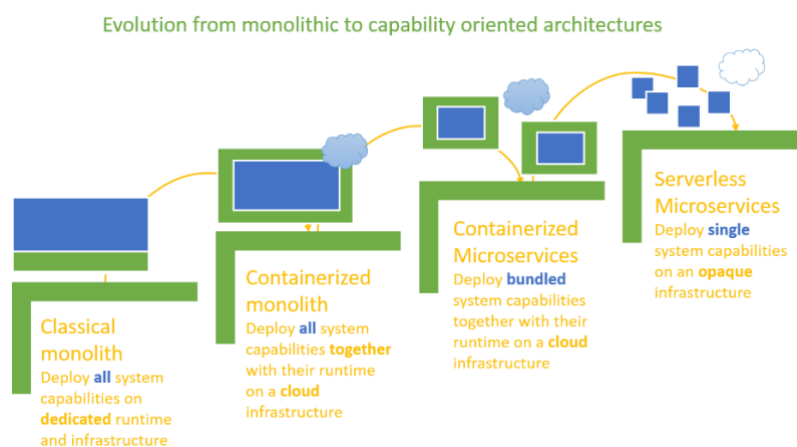 Evolution from monolithic to capability oriented architectures
Classical
monolith
Deploy all system
capabilities on
dedicated runtime
and infrastructure
Containerized
monolith
Deploy all system
capabilities together
with their runtime
on a cloud
infrastructure
Containerized
Microservices
Deploy bundled
system capabilities
together with their
runtime on a cloud
infrastructure
Serverless
Microservices
Deploy single
system capabilities
on an opaque
infrastructure